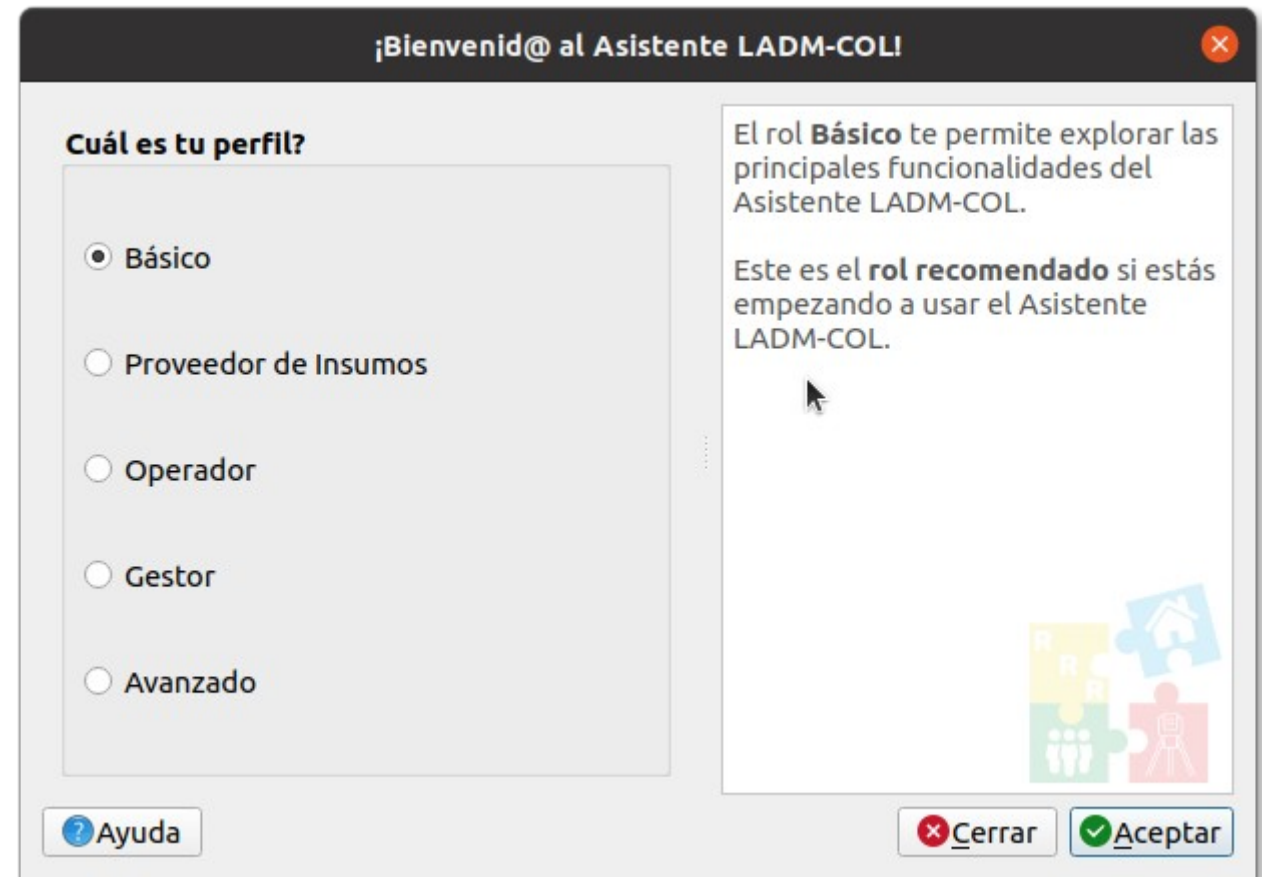 ¡Bienvenid@ al Asistente LADM-COL!
Cuál es tu perfil?
Básico
Proveedor de Insumos
Operador
Gestor
Avanzado
El rol Básico te permite explorar las
principales funcionalidades del
Asistente LADM-COL.
Este es el rol recomendado si estás
empezando a usar el Asistente
LADM-COL.
R
R
R
Ayuda
Cerrar
Aceptar